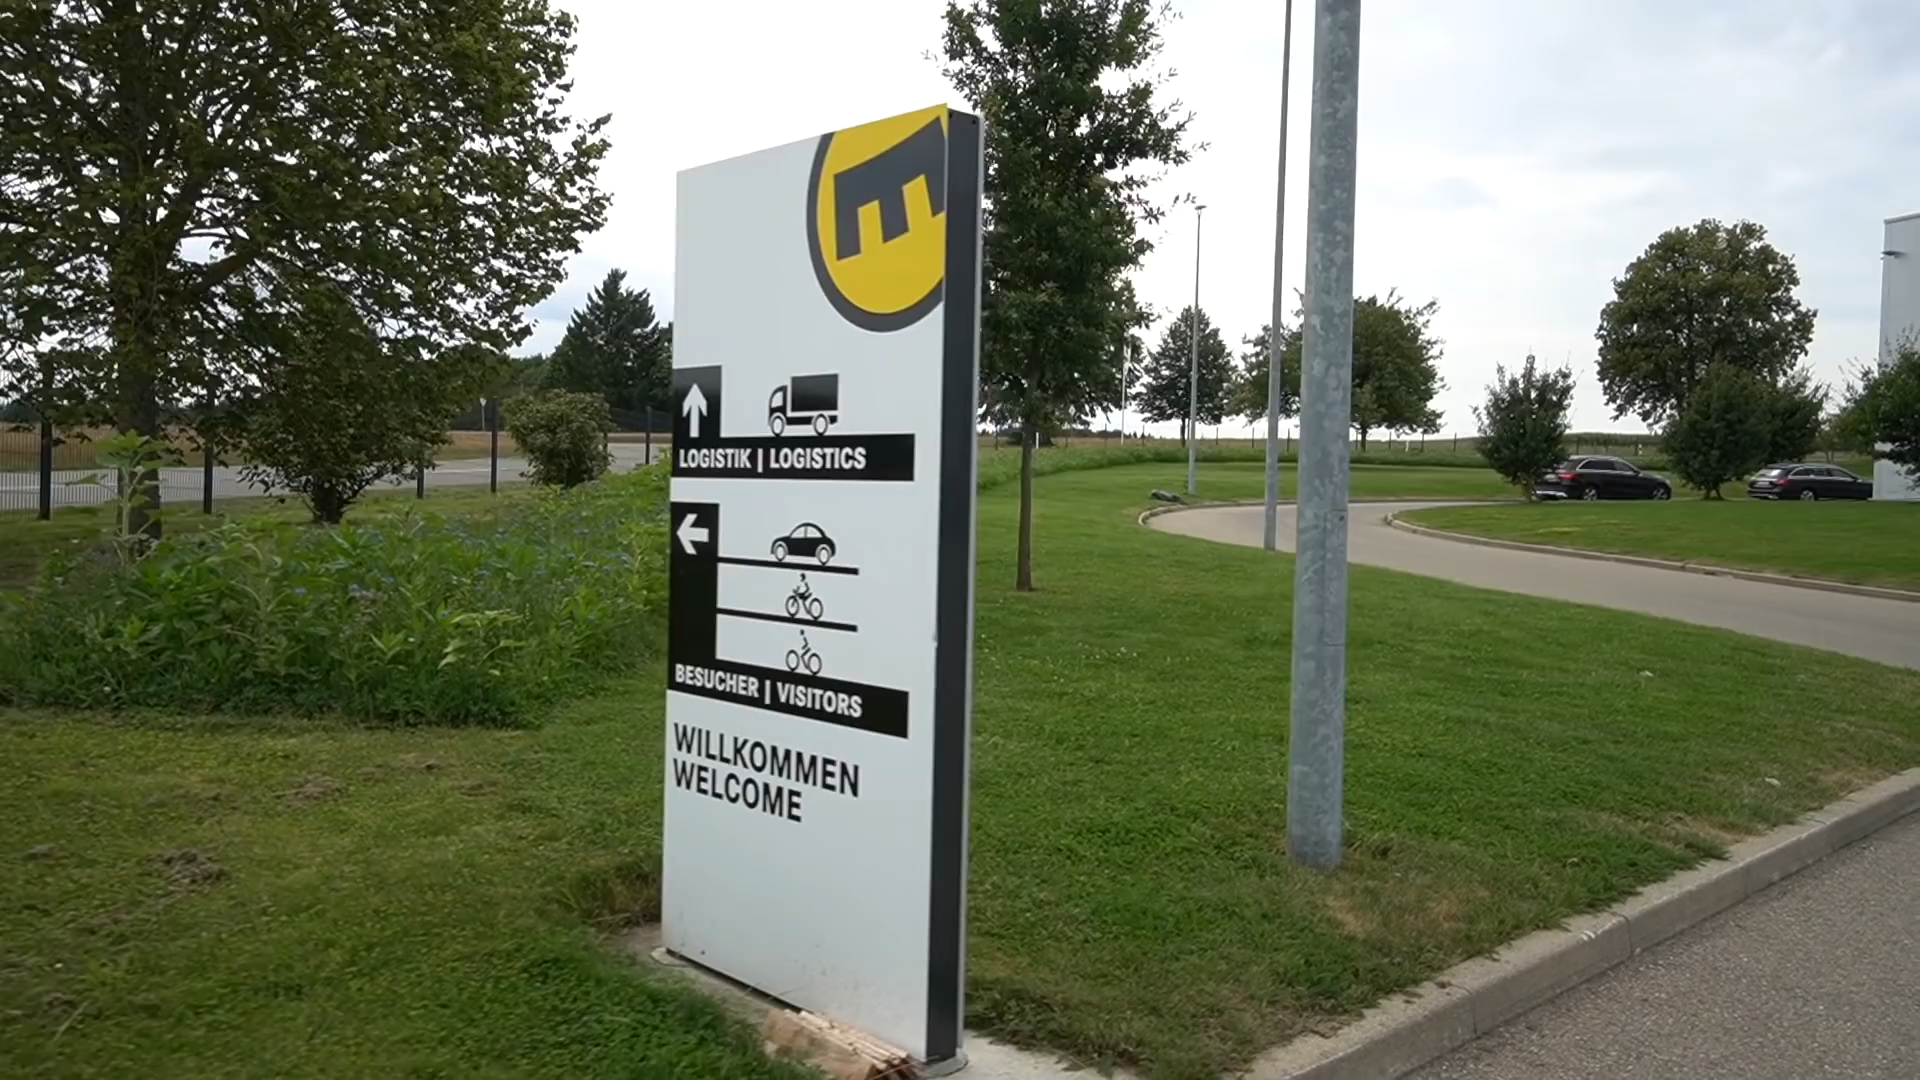 E
LOGISTIK | LOGISTICS
BESUCHER | VISITORS
WILLKOMMEN
WELCOME